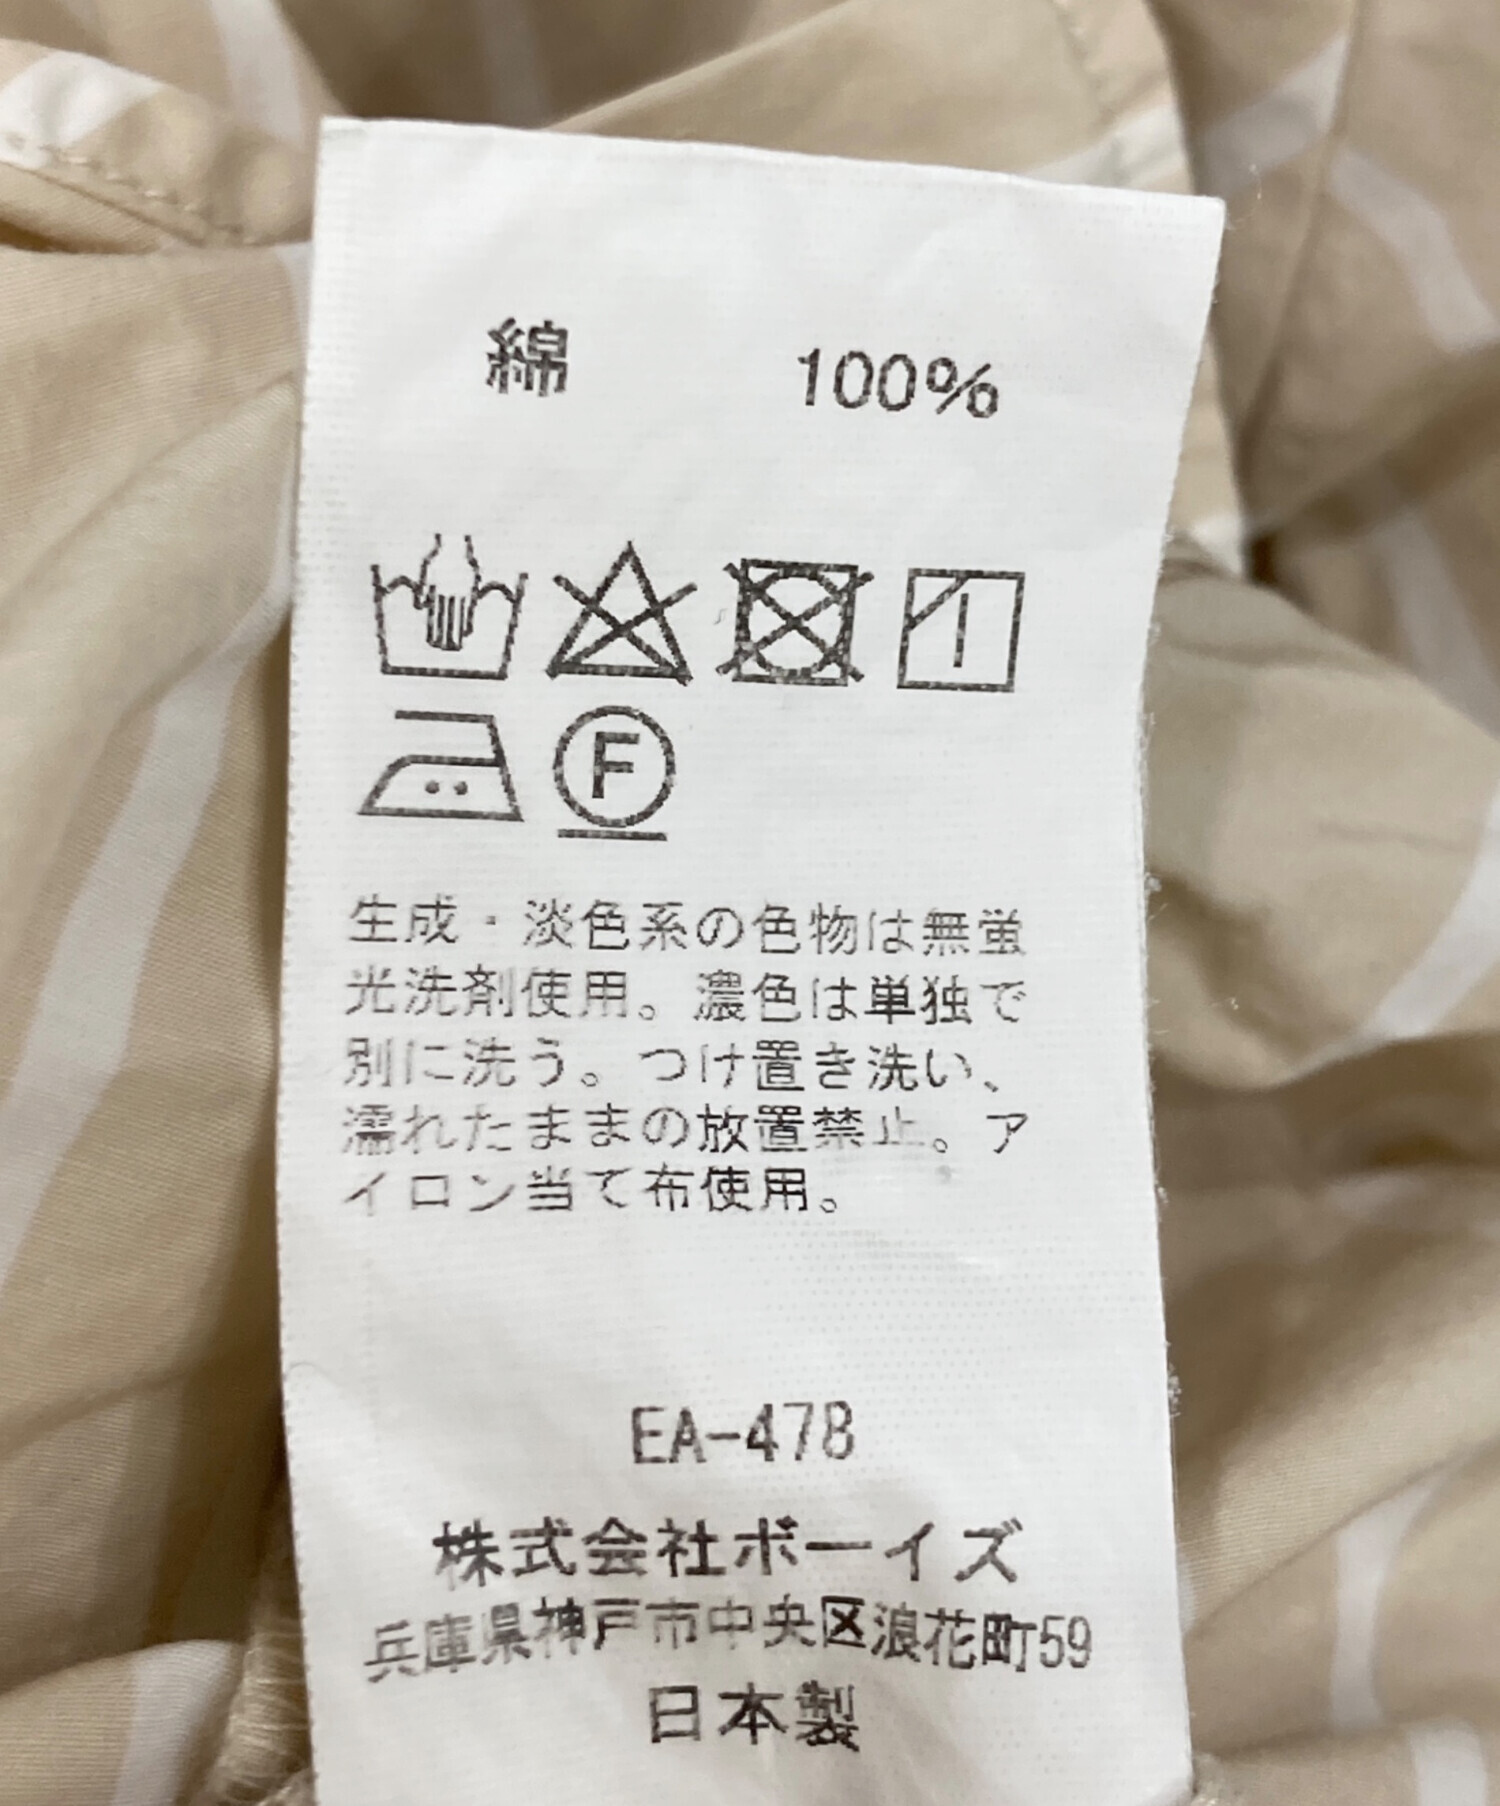 綿 100%
F
生成・淡色系の色物は無蛍
光洗剤使用。濃色は単独で
別に洗う。つけ置き洗い、
濡れたままの放置禁止。ア
イロン当て布使用。
EA-478
株式会社ボーイズ
兵庫県神戸市中央区浪花町59
日本製